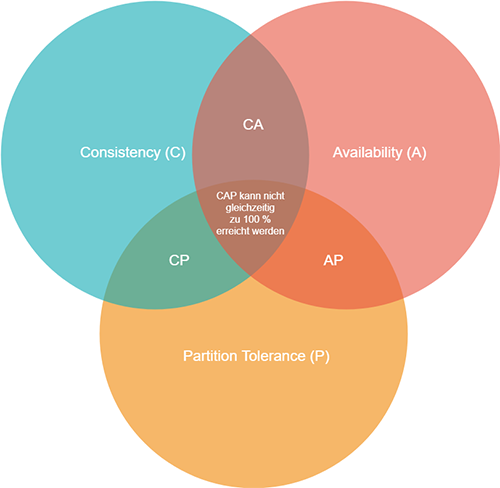 CA
Consistency (C)
Availability (A)
CAP kann nicht
gleichzeitig
zu 100 %
erreicht werden
CP
AP
Partition Tolerance (P)